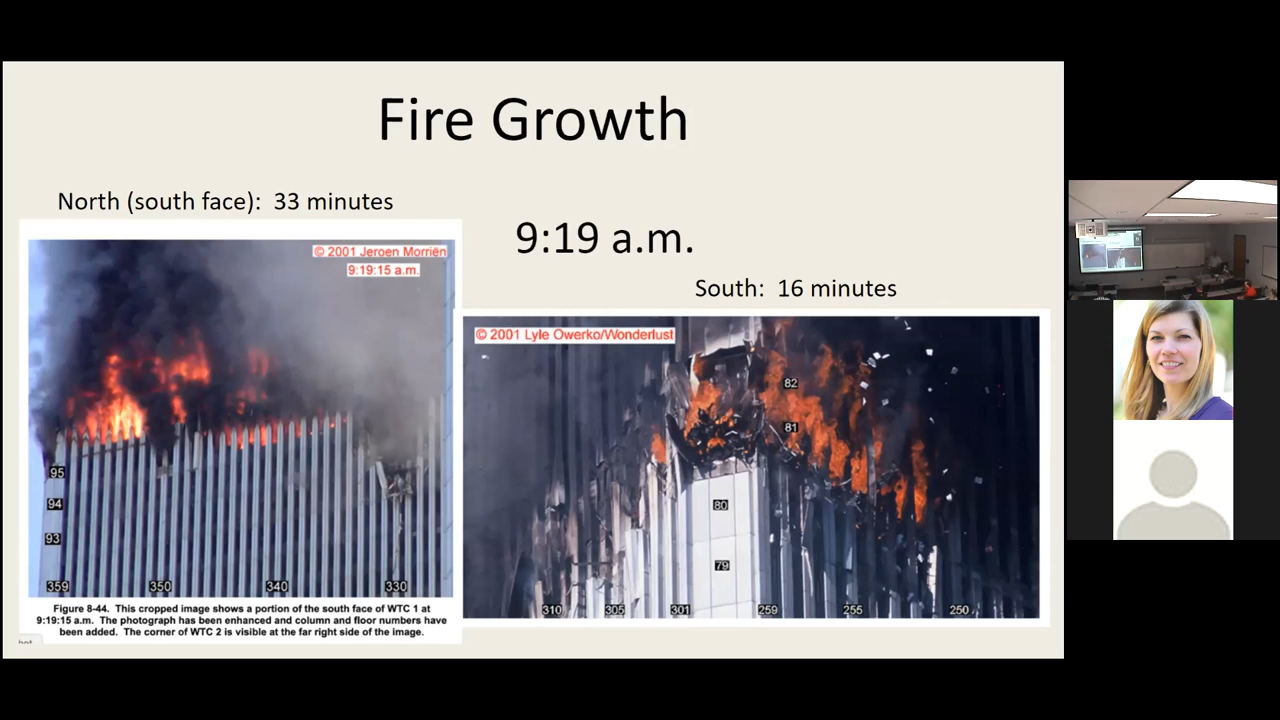 Fire Growth
North (south face): 33 minutes
9:19 a.m.
South: 16 minutes
© 2001 Jeroen Morriën
9:19:15 a.m.
95
94
93
359 350 340 330
Figure 8-44. This cropped image shows a portion of the south face of WTC 1 at
9:19:15 a.m. The photograph has been enhanced and column and floor numbers have
been added. The corner of WTC 2 is visible at the far right side of the image.
© 2001 Lyle Owerko/Wonderlust
82
81
80
79
310 305 301 259 255 250